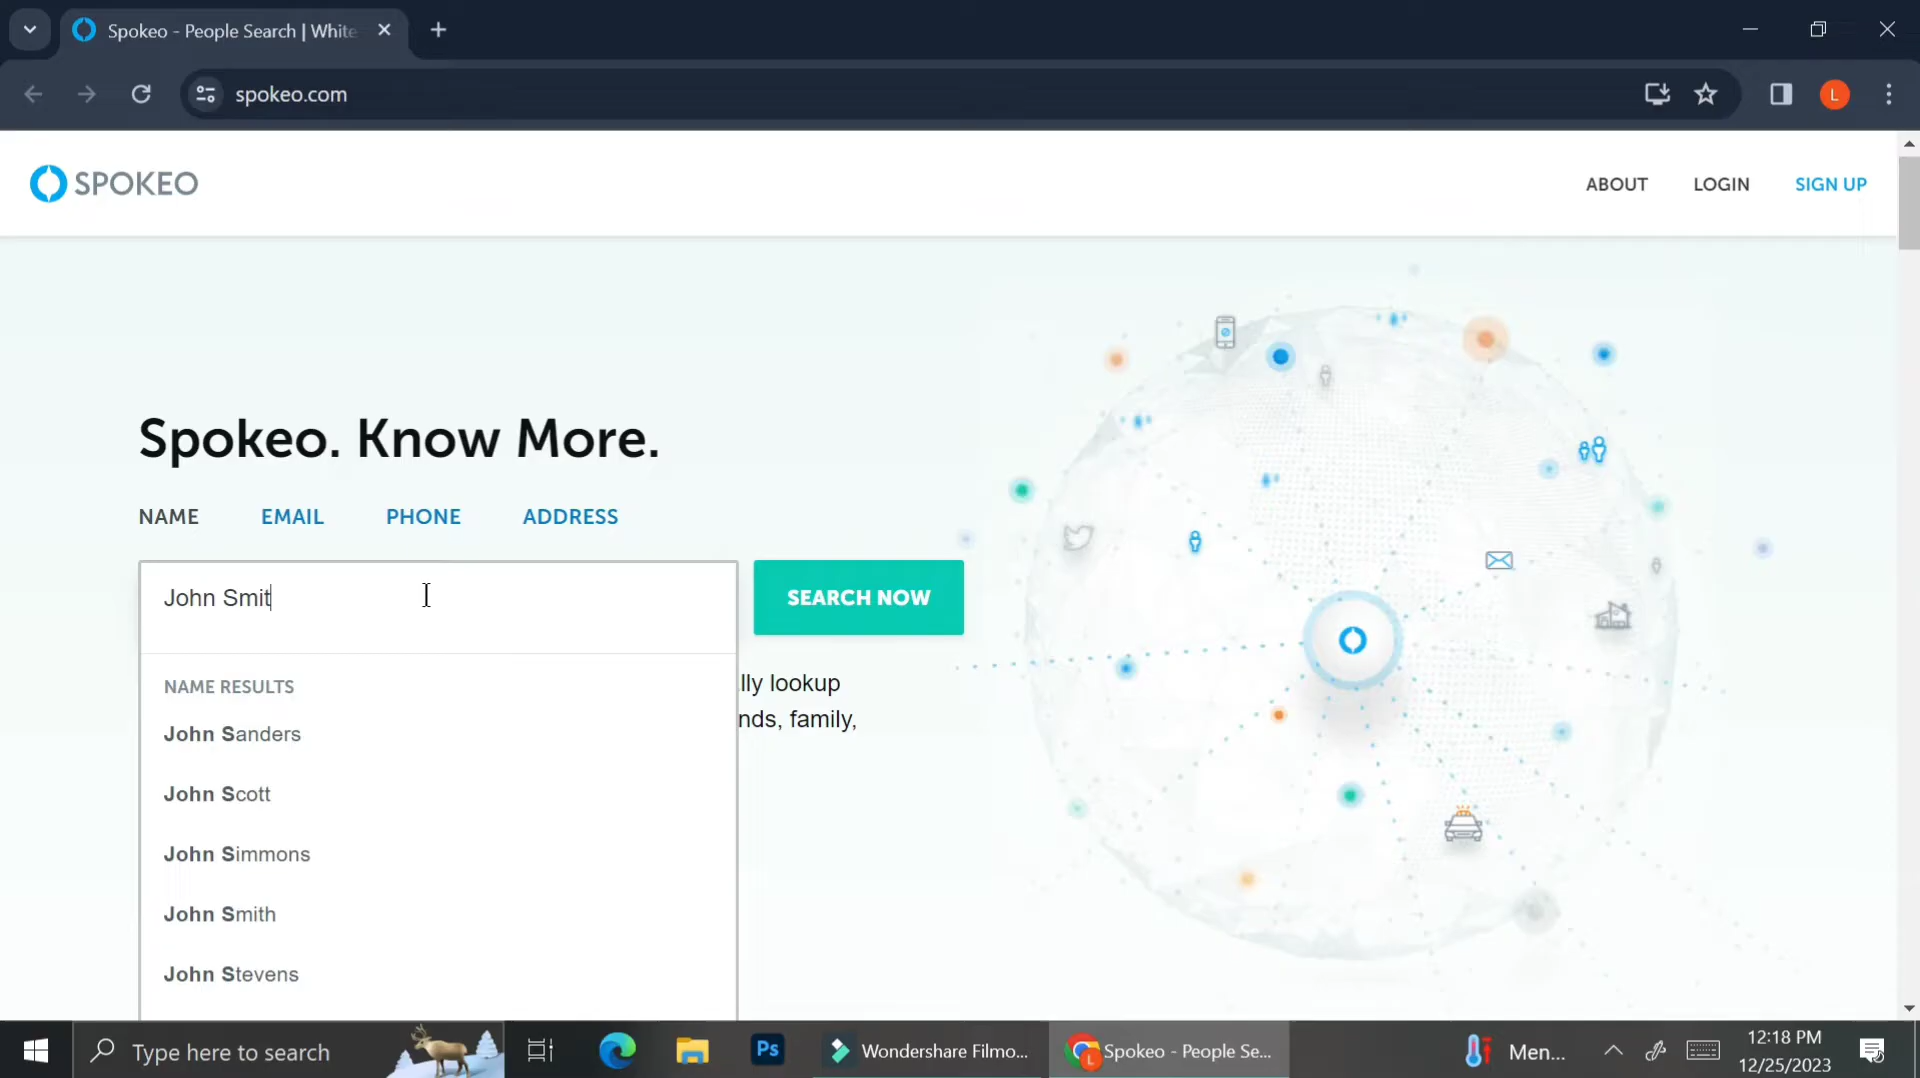 Spokeo - People Search | White
spokeo.com
L
SPOKEO
ABOUT
LOGIN
SIGN UP
Spokeo. Know More.
NAME
EMAIL
PHONE
ADDRESS
John Smit
SEARCH NOW
lly lookup
nds, family,
NAME RESULTS
John Sanders
John Scott
John Simmons
John Smith
John Stevens
Type here to search
Ps
Wondershare Filmo...
L
Spokeo - People Se...
Men...
12:18 PM
12/25/2023